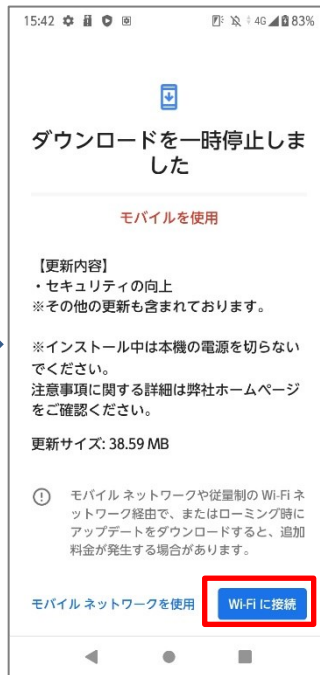 15:42 4G 83%
ダウンロードを一時停止しま
した
モバイルを使用
【更新内容】
・セキュリティの向上
※その他の更新も含まれております。
※インストール中は本機の電源を切らない
でください。
注意事項に関する詳細は弊社ホームページ
をご確認ください。
更新サイズ: 38.59 MB
モバイル ネットワークや従量制の Wi-Fi ネ
ットワーク経由で、またはローミング時に
アップデートをダウンロードすると、追加
料金が発生する場合があります。
モバイル ネットワークを使用 Wi-Fi に接続